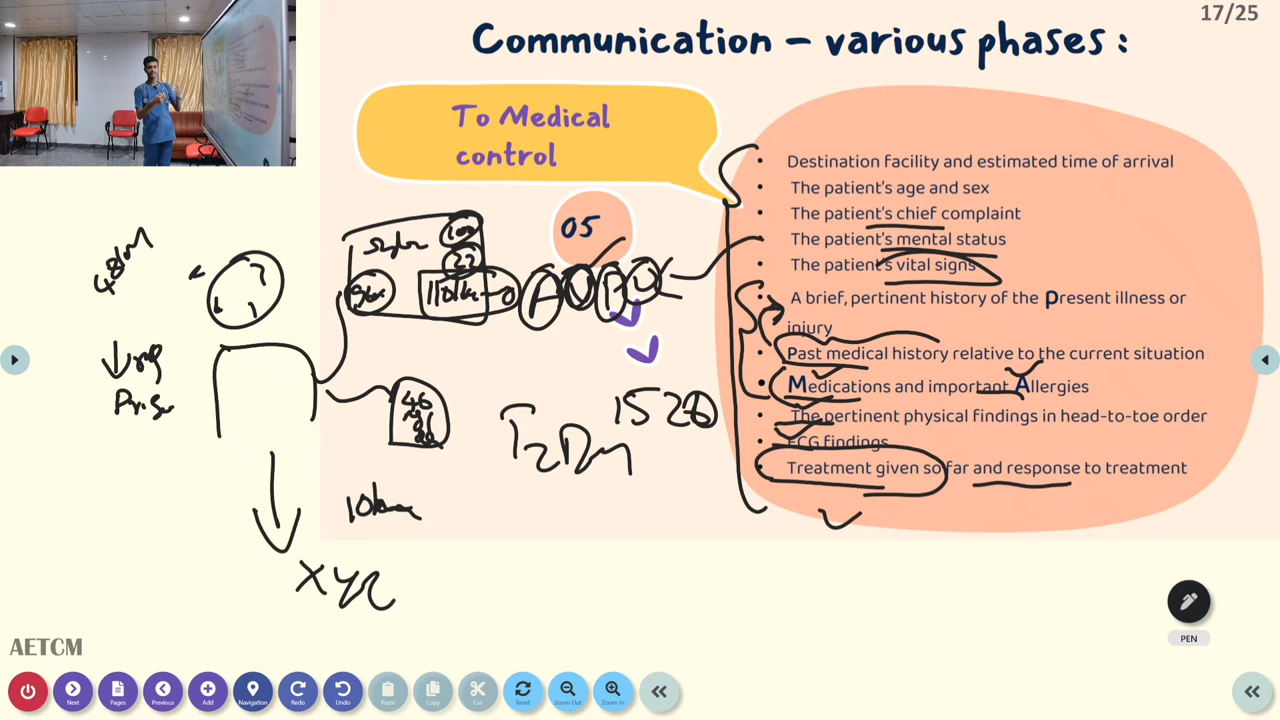 17/25
Communication – various phases :
To Medical
control
05
• Destination facility and estimated time of arrival
• The patient's age and sex
• The patient's chief complaint
• The patient's mental status
• The patient's vital signs
• A brief, pertinent history of the Present illness or
injury
• Past medical history relative to the current situation
• Medications and important Allergies
• The pertinent physical findings in head-to-toe order
• ECG findings
• Treatment given so far and response to treatment
A V P U
T2DM
XYZ
PEN
AETCM
Next
Pages
Previous
Add
Navigation
Redo
Undo
Paste
Copy
Cut
Reset
Zoom Out
Zoom In